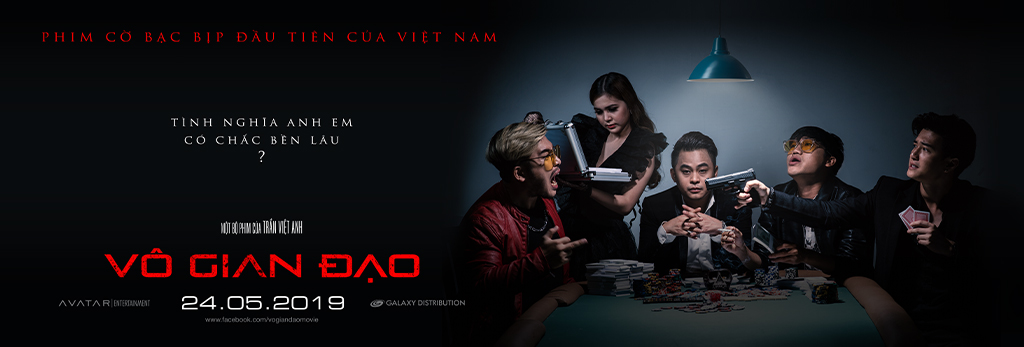 PHIM CỜ BẠC BỊP ĐẦU TIÊN CỦA VIỆT NAM
TÌNH NGHĨA ANH EM
CÓ CHẮC BỀN LÂU
?
MỘT BỘ PHIM CỦA TRẦN VIỆT ANH
VÔ GIAN ĐẠO
AVATAR | ENTERTAINMENT
24.05.2019
GALAXY DISTRIBUTION
www.facebook.com/vogiandaomovie